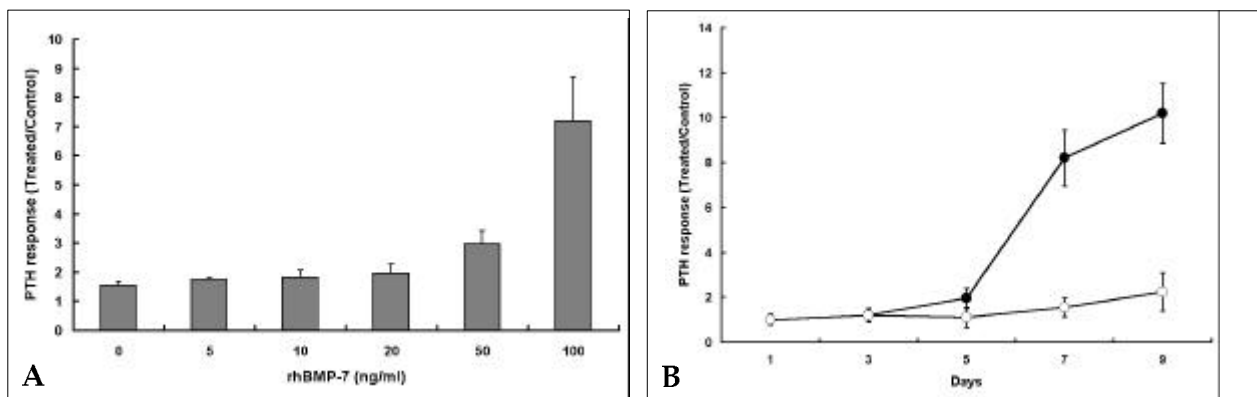 10
9
8
7
6
5
4
3
2
1
0
PTH response (Treated/Control)
0 5 10 20 50 100
rhBMP-7 (ng/ml)
A
14
12
10
8
6
4
2
0
PTH response (Treated/Control)
1 3 5 7 9
Days
B